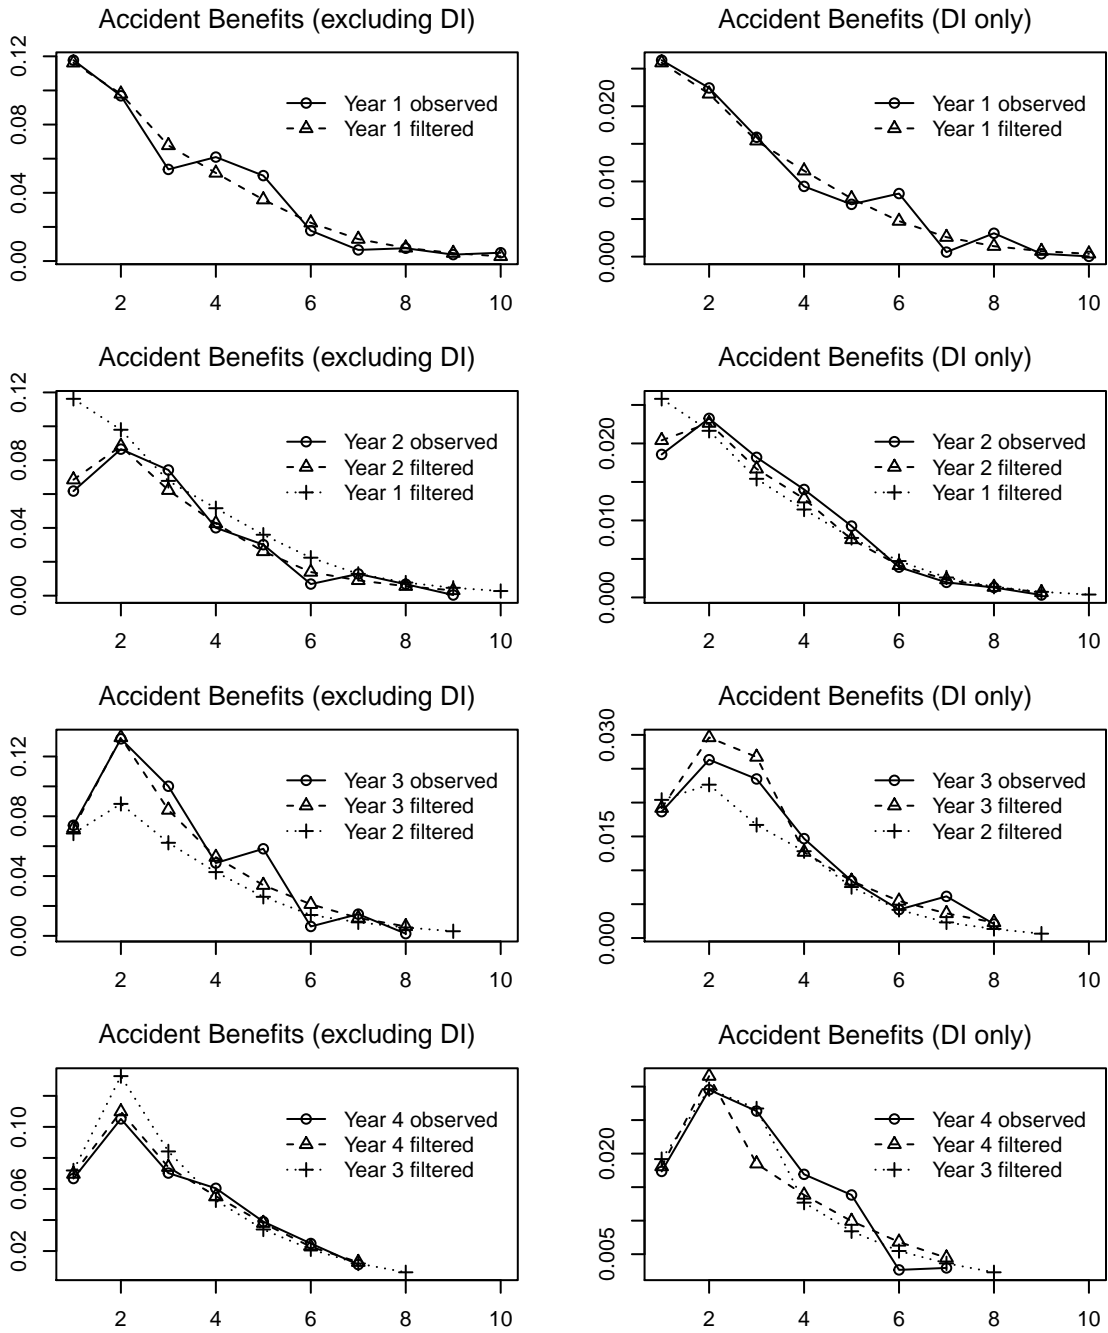 Accident Benefits (excluding DI)
0.00 0.04 0.08 0.12
Year 1 observed
Year 1 filtered
2 4 6 8 10
Accident Benefits (DI only)
0.000 0.010 0.020
Year 1 observed
Year 1 filtered
2 4 6 8 10
Accident Benefits (excluding DI)
0.00 0.04 0.08 0.12
Year 2 observed
Year 2 filtered
Year 1 filtered
2 4 6 8 10
Accident Benefits (DI only)
0.000 0.010 0.020
Year 2 observed
Year 2 filtered
Year 1 filtered
2 4 6 8 10
Accident Benefits (excluding DI)
0.00 0.04 0.08 0.12
Year 3 observed
Year 3 filtered
Year 2 filtered
2 4 6 8 10
Accident Benefits (DI only)
0.000 0.015 0.030
Year 3 observed
Year 3 filtered
Year 2 filtered
2 4 6 8 10
Accident Benefits (excluding DI)
0.02 0.06 0.10
Year 4 observed
Year 4 filtered
Year 3 filtered
2 4 6 8 10
Accident Benefits (DI only)
0.005 0.020
Year 4 observed
Year 4 filtered
Year 3 filtered
2 4 6 8 10